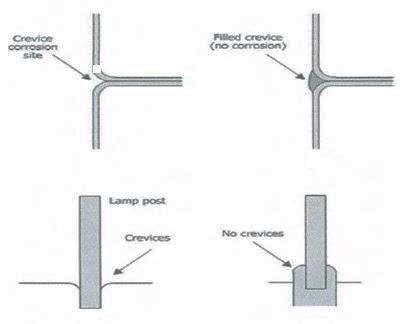 Crevice
corrosion
site
Filled crevice
(no corrosion)
Lamp post
Crevices
No crevices